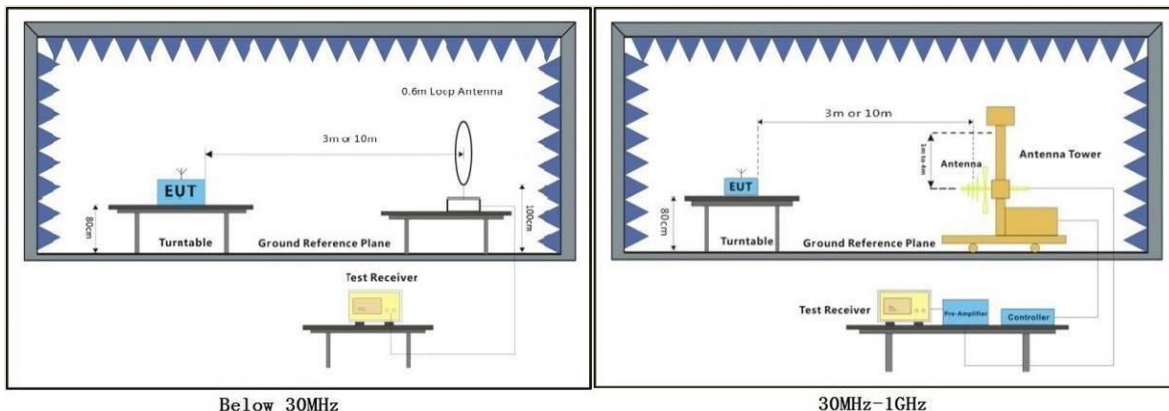 0.6m Loop Antenna
3m or 10m
EUT
80cm
100cm
Turntable
Ground Reference Plane
Test Receiver
Below 30MHz
3m or 10m
1m to 4m
Antenna
Antenna Tower
EUT
80cm
Turntable
Ground Reference Plane
Test Receiver
Pre-Amplifier
Controller
30MHz-1GHz